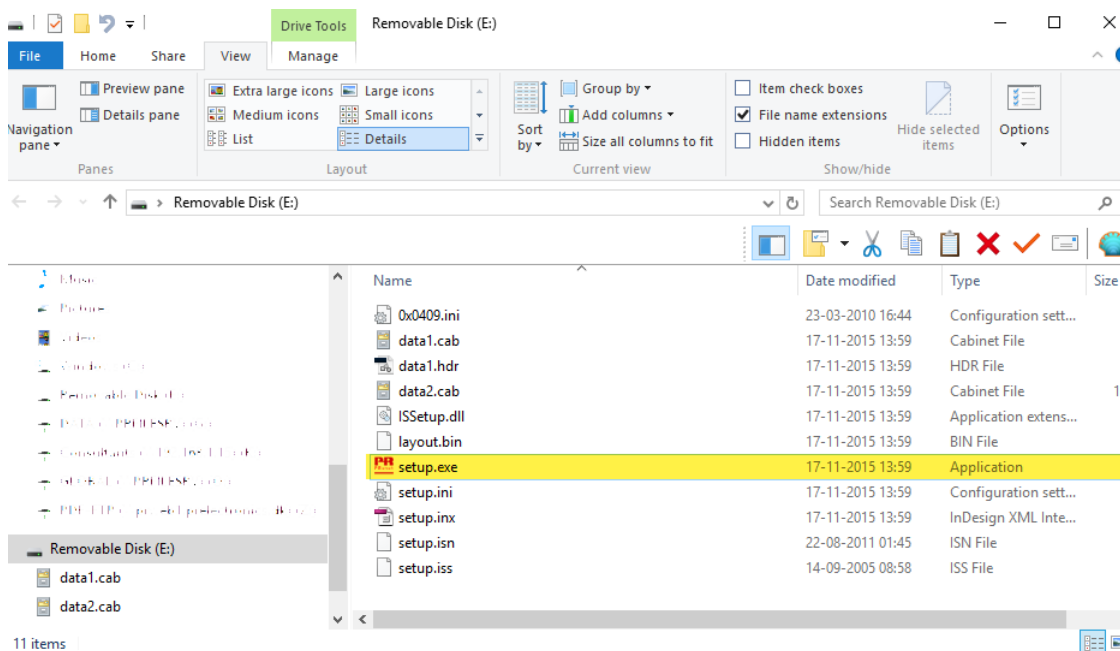 Drive Tools Removable Disk (E:)
File Home Share View Manage
Preview pane
Details pane
Navigation
pane
Panes
Extra large icons Large icons
Medium icons Small icons
List Details
Layout
Sort
by
Group by
Add columns
Size all columns to fit
Current view
Item check boxes
File name extensions
Hidden items
Hide selected
items
Show/hide
Options
Removable Disk (E:)
Search Removable Disk (E:)
Name Date modified Type Size
0x0409.ini 23-03-2010 16:44 Configuration sett...
data1.cab 17-11-2015 13:59 Cabinet File
data1.hdr 17-11-2015 13:59 HDR File
data2.cab 17-11-2015 13:59 Cabinet File 1
ISSetup.dll 17-11-2015 13:59 Application extens...
layout.bin 17-11-2015 13:59 BIN File
PR setup.exe 17-11-2015 13:59 Application
setup.ini 17-11-2015 13:59 Configuration sett...
setup.inx 17-11-2015 13:59 InDesign XML Inte...
setup.isn 22-08-2011 01:45 ISN File
setup.iss 14-09-2005 08:58 ISS File
Removable Disk (E:)
data1.cab
data2.cab
11 items